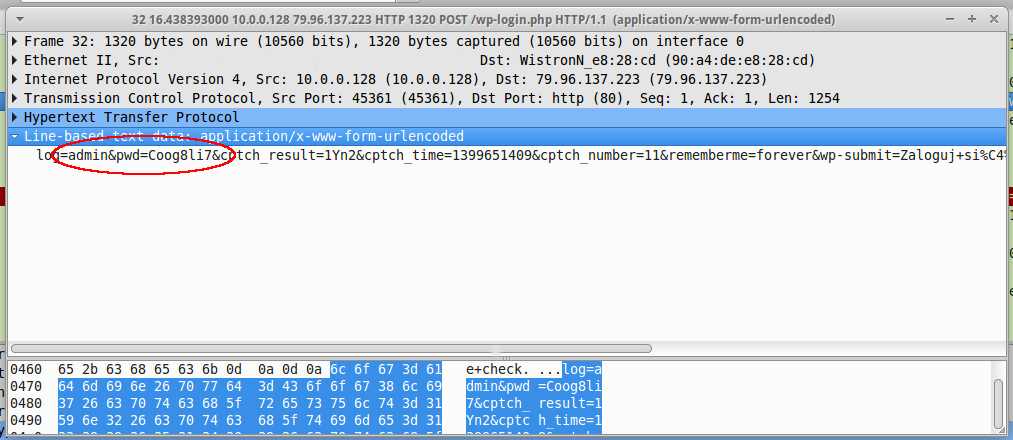 32 16.438393000 10.0.0.128 79.96.137.223 HTTP 1320 POST /wp-login.php HTTP/1.1 (application/x-www-form-urlencoded)
Frame 32: 1320 bytes on wire (10560 bits), 1320 bytes captured (10560 bits) on interface 0
Ethernet II, Src: Dst: WistronN_e8:28:cd (90:a4:de:e8:28:cd)
Internet Protocol Version 4, Src: 10.0.0.128 (10.0.0.128), Dst: 79.96.137.223 (79.96.137.223)
Transmission Control Protocol, Src Port: 45361 (45361), Dst Port: http (80), Seq: 1, Ack: 1, Len: 1254
Hypertext Transfer Protocol
Line-based text data: application/x-www-form-urlencoded
log=admin&pwd=Coog8li7&cptch_result=1Yn2&cptch_time=1399651409&cptch_number=11&rememberme=forever&wp-submit=Zaloguj+si%C4%
0460 65 2b 63 68 65 63 6b 0d 0a 0d 0a 6c 6f 67 3d 61 e+check. ...log=a
0470 64 6d 69 6e 26 70 77 64 3d 43 6f 6f 67 38 6c 69 dmin&pwd =Coog8li
0480 37 26 63 70 74 63 68 5f 72 65 73 75 6c 74 3d 31 7&cptch_ result=1
0490 59 6e 32 26 63 70 74 63 68 5f 74 69 6d 65 3d 31 Yn2&cptc h_time=1